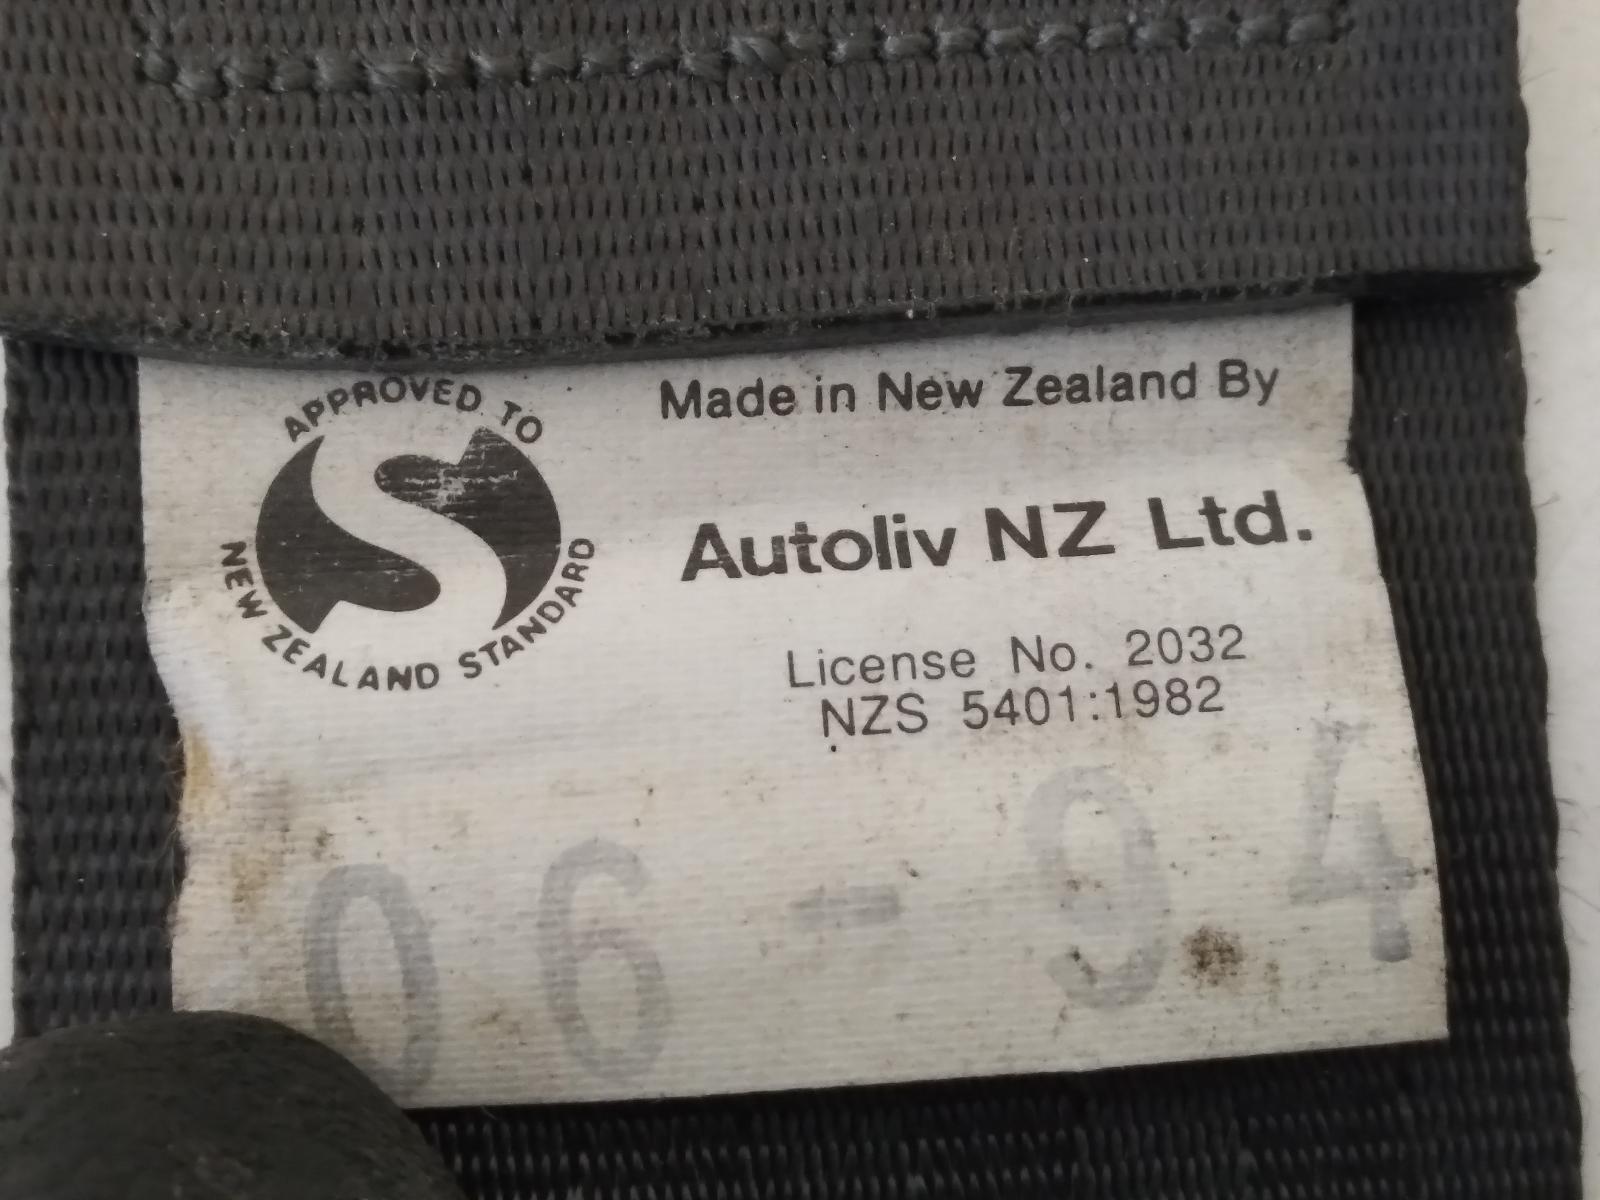 APPROVED TO
NEW ZEALAND STANDARD
Made in New Zealand By
Autoliv NZ Ltd.
License No. 2032
NZS 5401:1982
06-94